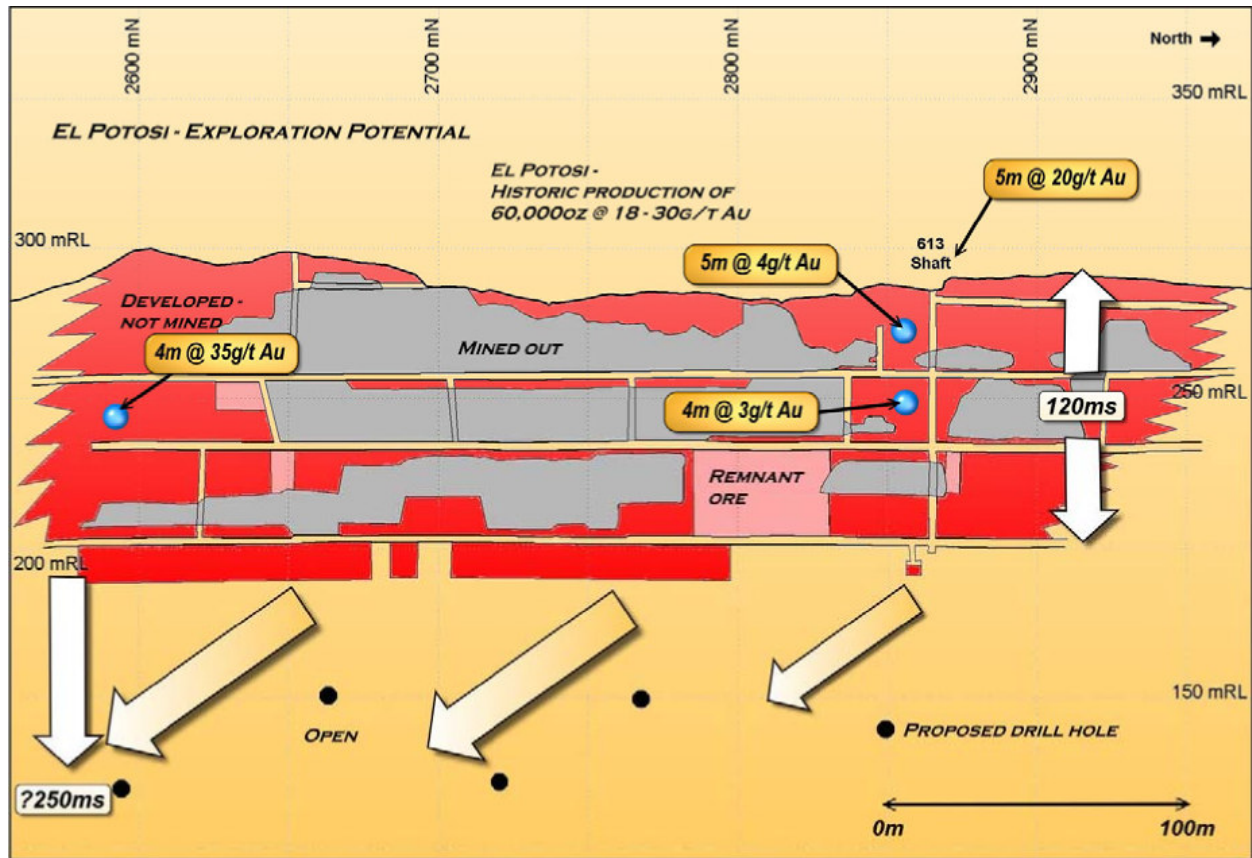 2600 mN
2700 mN
2800 mN
2900 mN
North
350 mRL
EL POTOSI - EXPLORATION POTENTIAL
EL POTOSI -
HISTORIC PRODUCTION OF
60,000OZ @ 18 - 30G/T AU
5m @ 20g/t Au
300 mRL
613
Shaft
5m @ 4g/t Au
DEVELOPED -
NOT MINED
4m @ 35g/t Au
MINED OUT
250 mRL
4m @ 3g/t Au
120ms
REMNANT
ORE
200 mRL
150 mRL
OPEN
PROPOSED DRILL HOLE
?250ms
0m
100m